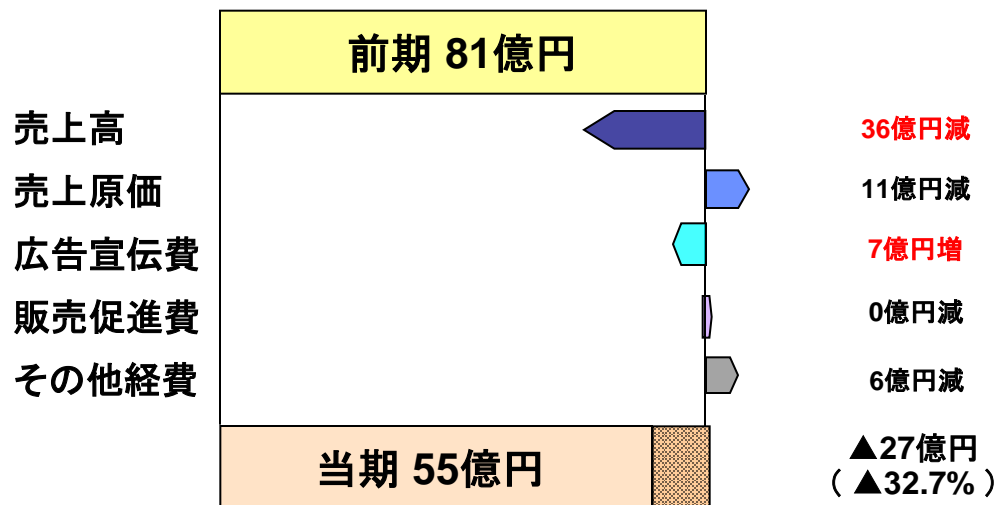 前期 81億円
売上高 36億円減
売上原価 11億円減
広告宣伝費 7億円増
販売促進費 0億円減
その他経費 6億円減
当期 55億円
▲27億円
（ ▲32.7% ）